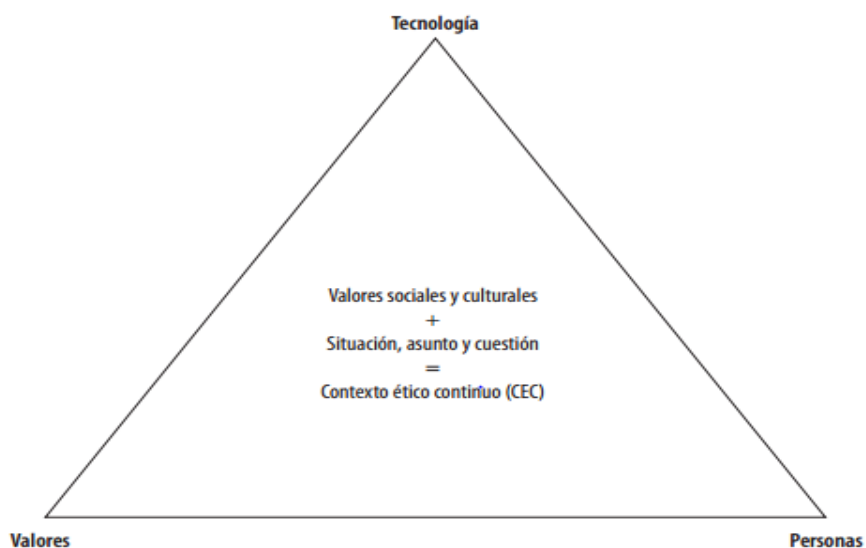 Tecnología
Valores sociales y culturales
+
Situación, asunto y cuestión
=
Contexto ético continuo (CEC)
Valores
Personas